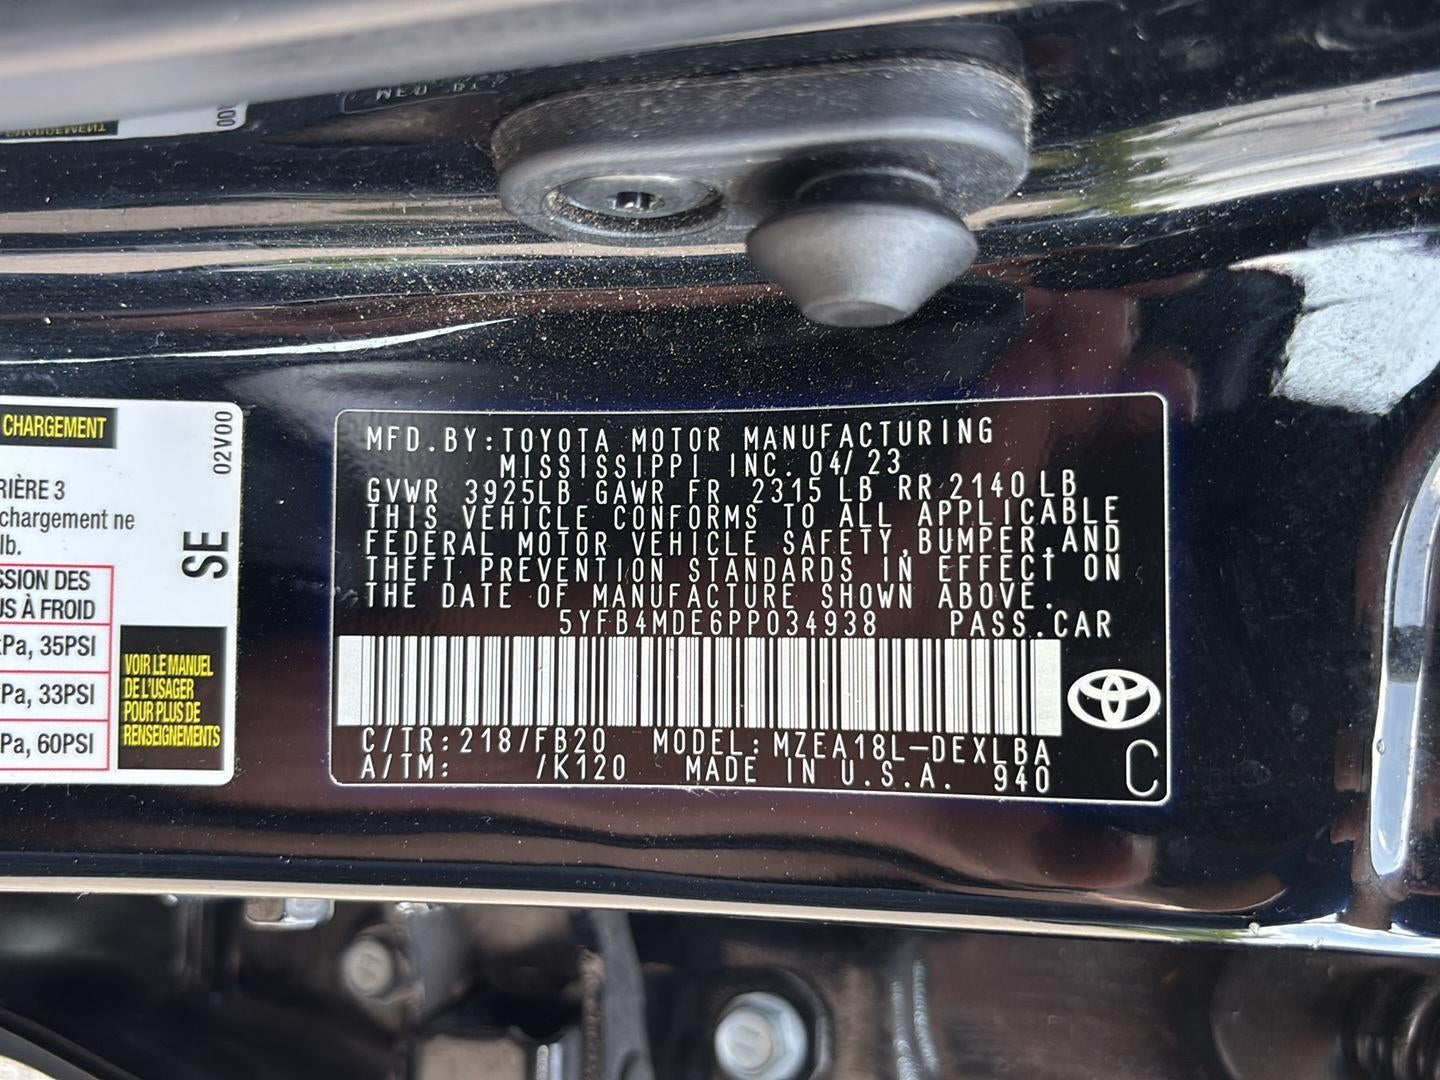 CHARGEMENT
02V00
RIÈRE 3
chargement ne
lb.
SE
SSION DES
US À FROID
kPa, 35PSI
Pa, 33PSI
Pa, 60PSI
VOIR LE MANUEL
DE L'USAGER
POUR PLUS DE
RENSEIGNEMENTS
MFD.BY:TOYOTA MOTOR MANUFACTURING
MISSISSIPPI INC. 04/23
GVWR 3925LB GAWR FR 2315 LB RR 2140 LB
THIS VEHICLE CONFORMS TO ALL APPLICABLE
FEDERAL MOTOR VEHICLE SAFETY,BUMPER,AND
THEFT PREVENTION STANDARDS IN EFFECT ON
THE DATE OF MANUFACTURE SHOWN ABOVE.
5YFB4MDE6PP034938 PASS.CAR
C/TR:218/FB20 MODEL:MZEA18L-DEXLBA
A/TM: /K120 MADE IN U.S.A. 940
C